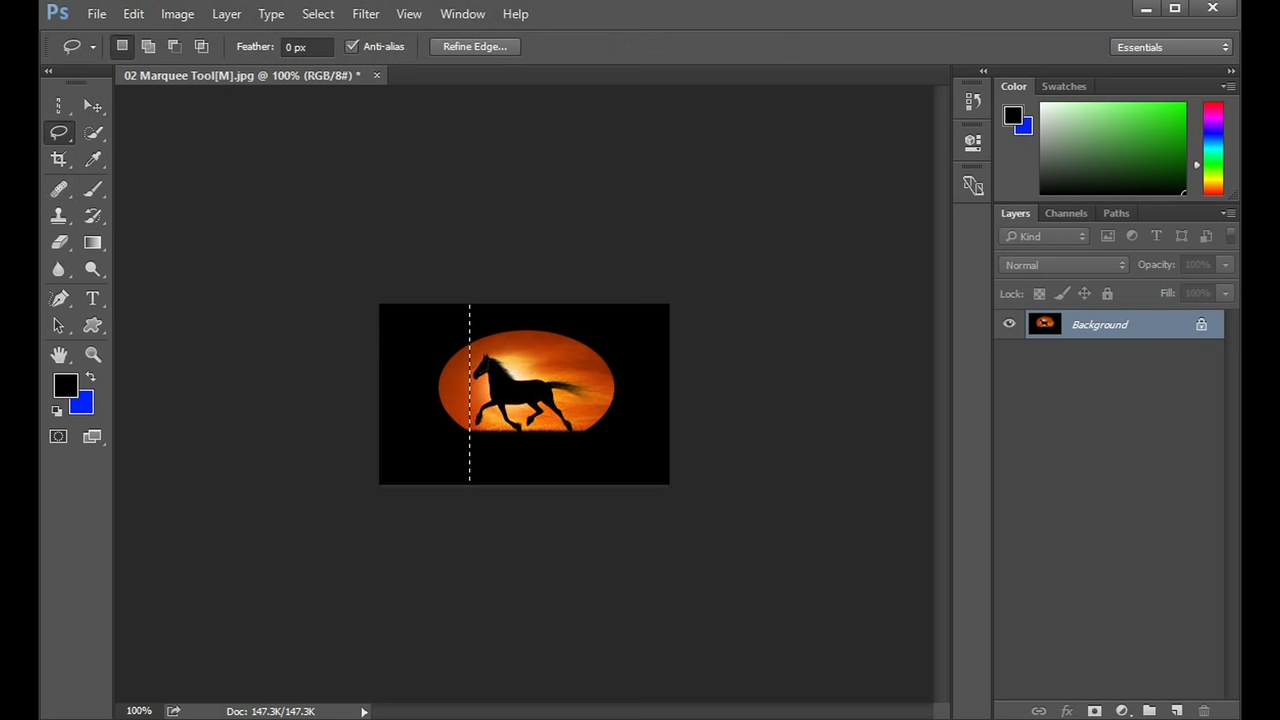 Ps File Edit Image Layer Type Select Filter View Window Help
Feather: 0 px Anti-alias Refine Edge... Essentials
02 Marquee Tool[M].jpg @ 100% (RGB/8#) * ×
Color Swatches
Layers Channels Paths
Kind
Normal Opacity: 100%
Lock: Fill: 100%
Background
100% Doc: 147.3K/147.3K